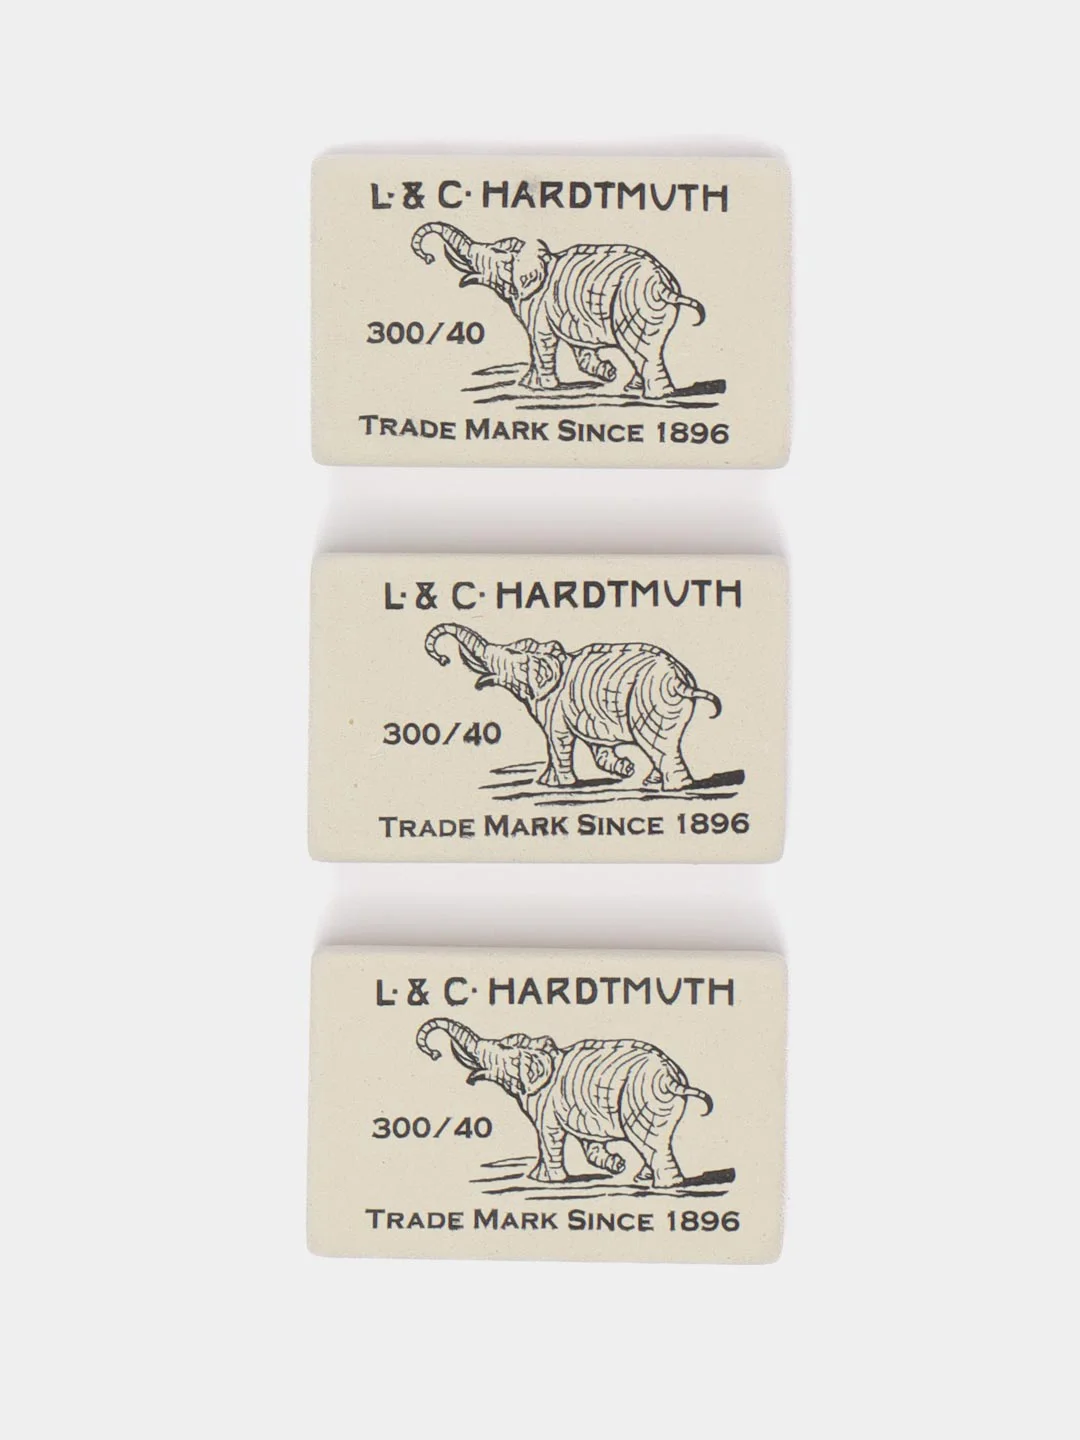 L. & C. HARDTMUTH
300/40
TRADE MARK SINCE 1896
L. & C. HARDTMUTH
300/40
TRADE MARK SINCE 1896
L. & C. HARDTMUTH
300/40
TRADE MARK SINCE 1896